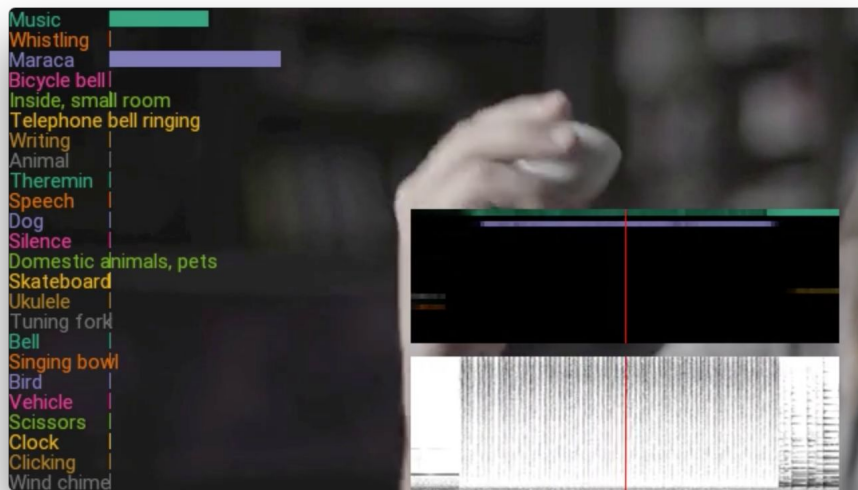 Music
Whistling
Maraca
Bicycle bell
Inside, small room
Telephone bell ringing
Writing
Animal
Theremin
Speech
Dog
Silence
Domestic animals, pets
Skateboard
Ukulele
Tuning fork
Bell
Singing bowl
Bird
Vehicle
Scissors
Clock
Clicking
Wind chime